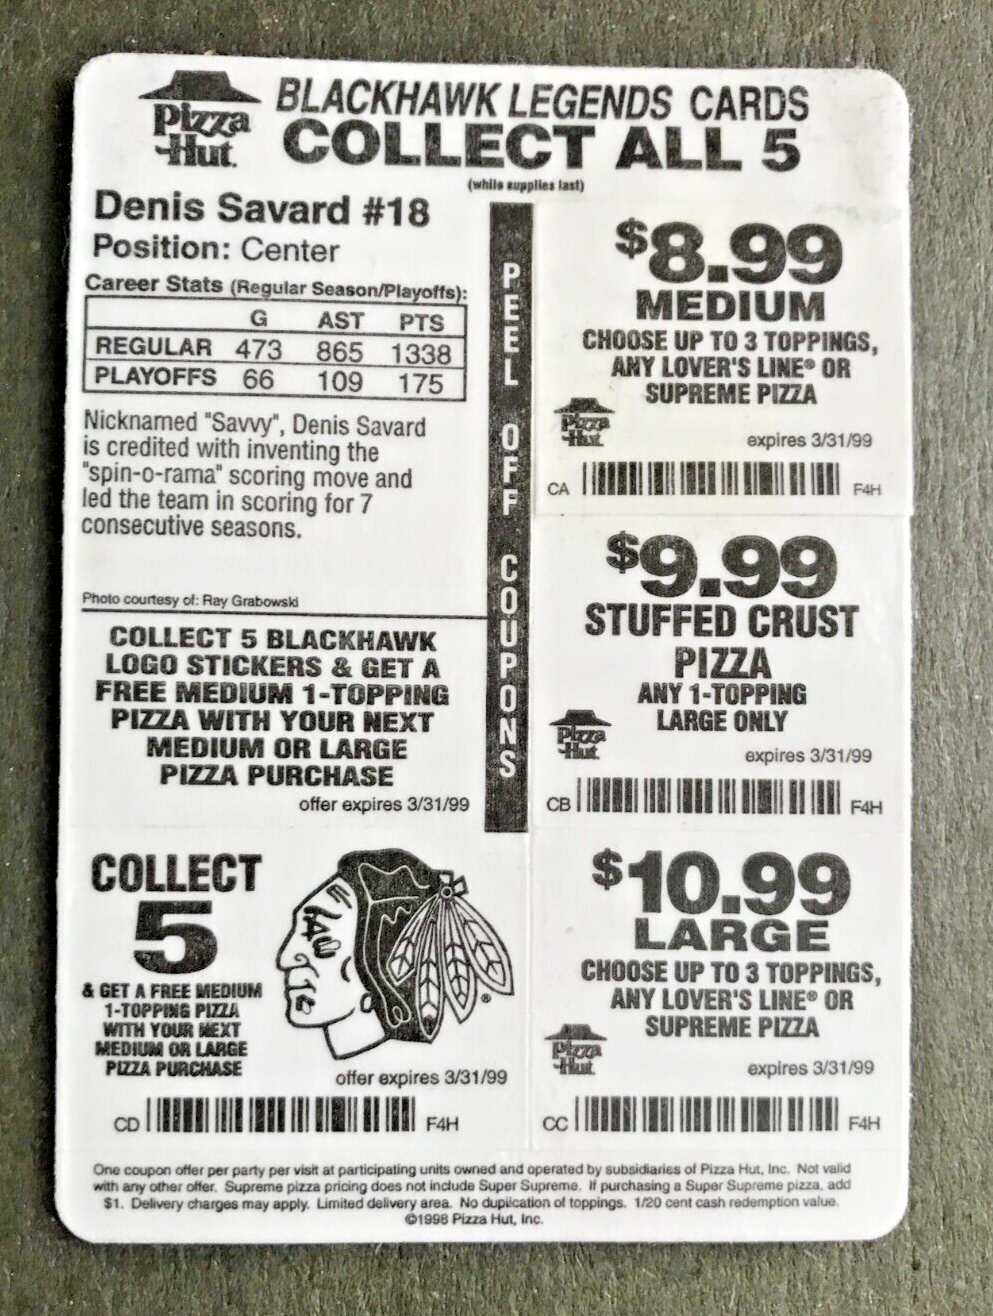 Pizza
Hut.
BLACKHAWK LEGENDS CARDS
COLLECT ALL 5
(while supplies last)
Denis Savard #18
Position: Center
Career Stats (Regular Season/Playoffs):
G AST PTS
REGULAR 473 865 1338
PLAYOFFS 66 109 175
Nicknamed "Savvy", Denis Savard
is credited with inventing the
"spin-o-rama" scoring move and
led the team in scoring for 7
consecutive seasons.
Photo courtesy of: Ray Grabowski
COLLECT 5 BLACKHAWK
LOGO STICKERS & GET A
FREE MEDIUM 1-TOPPING
PIZZA WITH YOUR NEXT
MEDIUM OR LARGE
PIZZA PURCHASE
offer expires 3/31/99
PEEL OFF COUPONS
$8.99
MEDIUM
CHOOSE UP TO 3 TOPPINGS,
ANY LOVER'S LINE® OR
SUPREME PIZZA
Pizza
Hut.
expires 3/31/99
CA F4H
$9.99
STUFFED CRUST
PIZZA
ANY 1-TOPPING
LARGE ONLY
Pizza
Hut.
expires 3/31/99
CB F4H
COLLECT
5
& GET A FREE MEDIUM
1-TOPPING PIZZA
WITH YOUR NEXT
MEDIUM OR LARGE
PIZZA PURCHASE
®
offer expires 3/31/99
CD F4H
$10.99
LARGE
CHOOSE UP TO 3 TOPPINGS,
ANY LOVER'S LINE® OR
SUPREME PIZZA
Pizza
Hut.
expires 3/31/99
CC F4H
One coupon offer per party per visit at participating units owned and operated by subsidiaries of Pizza Hut, Inc. Not valid
with any other offer. Supreme pizza pricing does not include Super Supreme. If purchasing a Super Supreme pizza, add
$1. Delivery charges may apply. Limited delivery area. No duplication of toppings. 1/20 cent cash redemption value.
©1998 Pizza Hut, Inc.